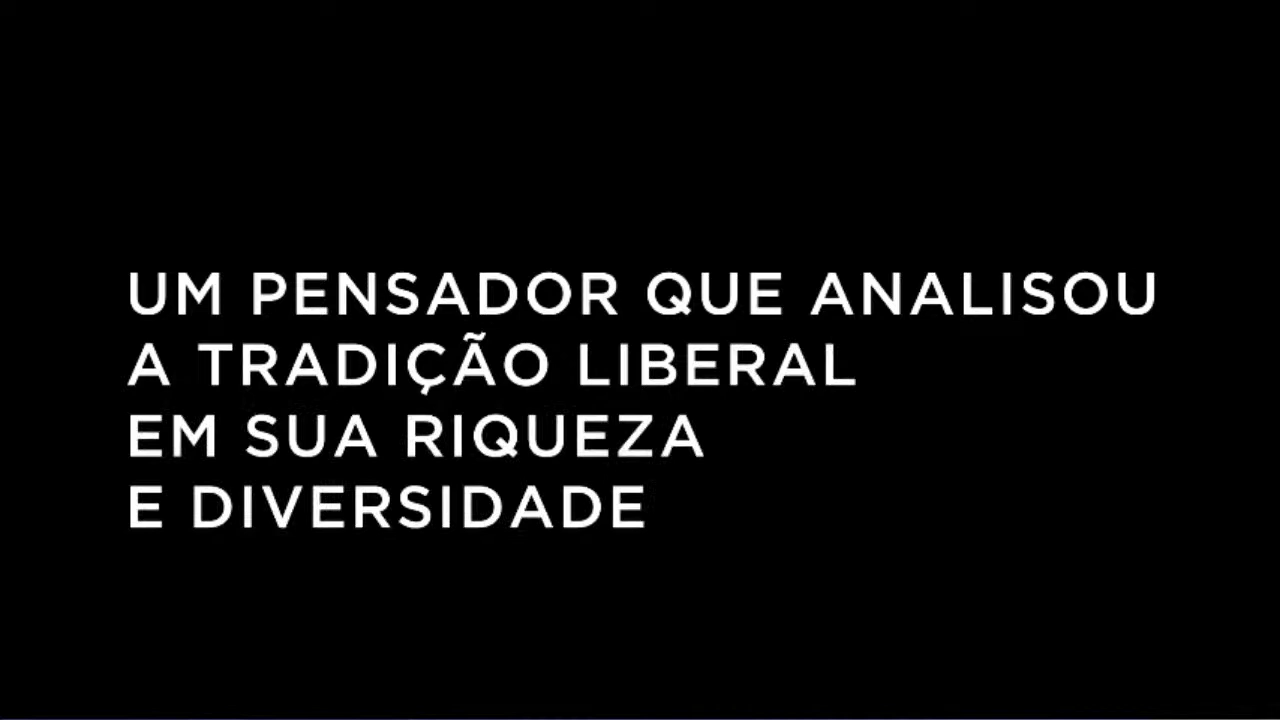 UM PENSADOR QUE ANALISOU
A TRADIÇÃO LIBERAL
EM SUA RIQUEZA
E DIVERSIDADE